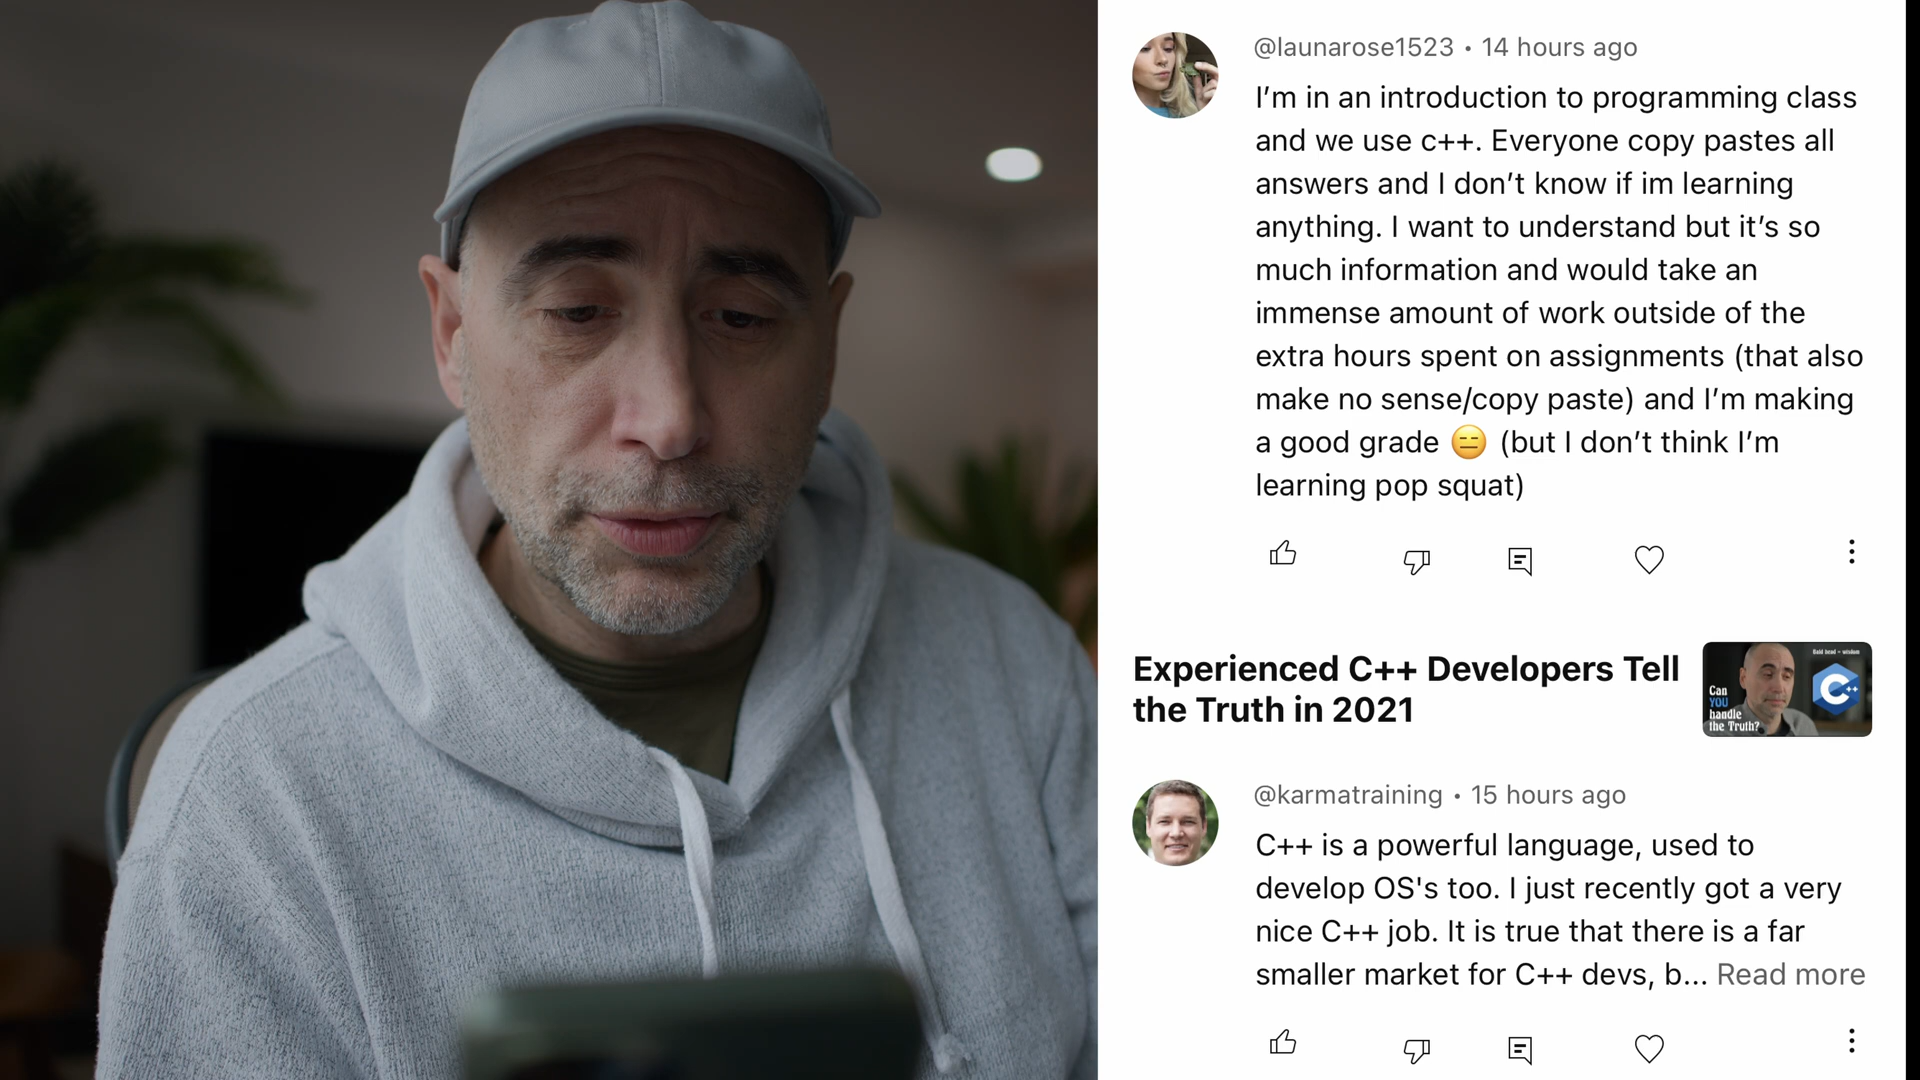 @launarose1523 • 14 hours ago
I’m in an introduction to programming class
and we use c++. Everyone copy pastes all
answers and I don’t know if im learning
anything. I want to understand but it’s so
much information and would take an
immense amount of work outside of the
extra hours spent on assignments (that also
make no sense/copy paste) and I’m making
a good grade 😑 (but I don’t think I’m
learning pop squat)
Experienced C++ Developers Tell
the Truth in 2021
Bald head = wisdom
Can
YOU
handle
the Truth?
C++
@karmatraining • 15 hours ago
C++ is a powerful language, used to
develop OS's too. I just recently got a very
nice C++ job. It is true that there is a far
smaller market for C++ devs, b... Read more